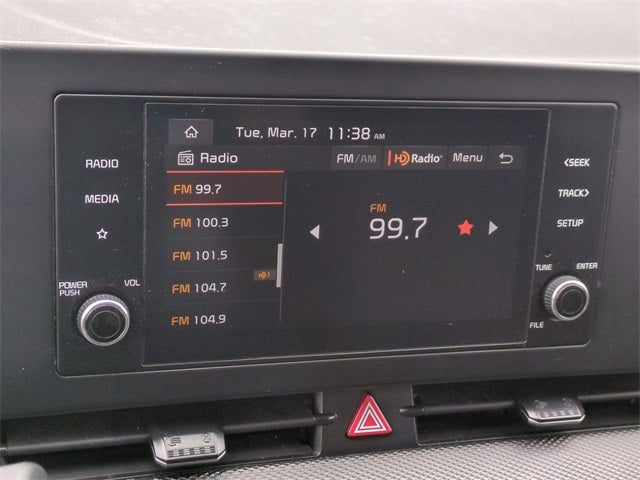 Tue, Mar. 17 11:38 AM
Radio FM/AM HD Radio® Menu
FM 99.7
FM 100.3
FM 101.5
HD 1
FM 104.7
FM 104.9
FM
99.7
RADIO
MEDIA
POWER
PUSH
VOL
<SEEK
TRACK>
SETUP
TUNE
ENTER
FILE